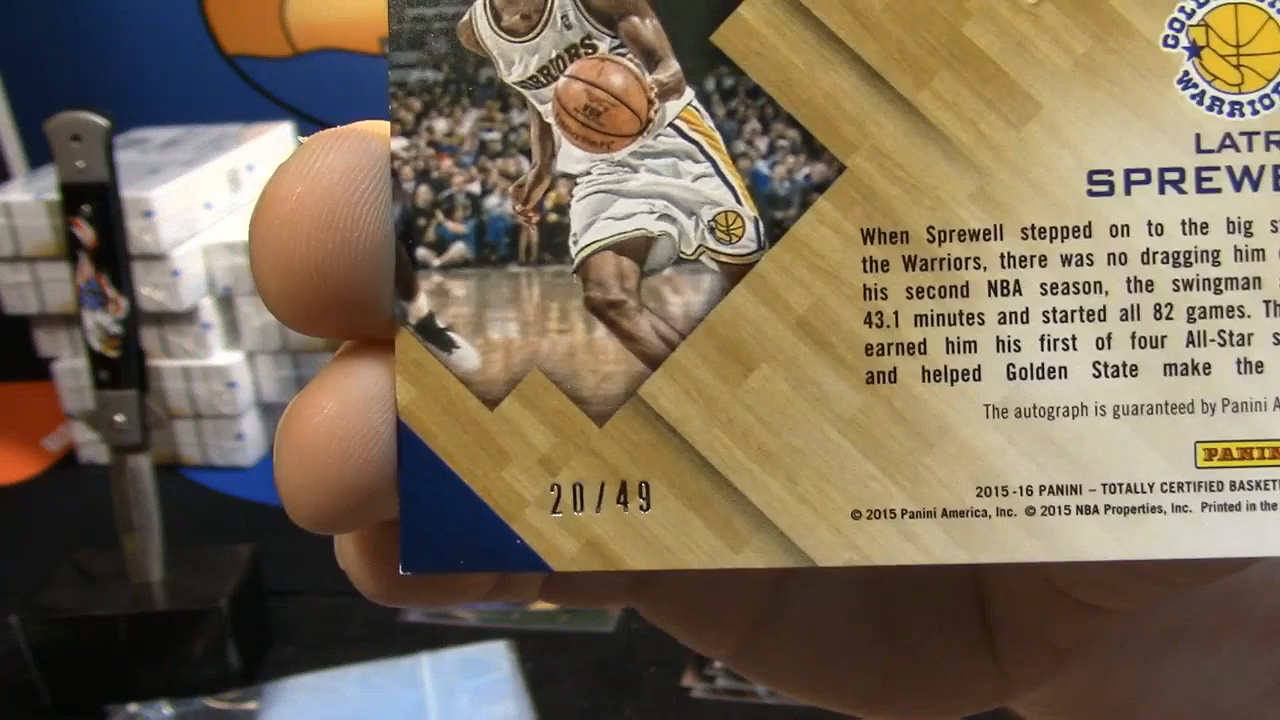 WARRIORS
GOLDEN
WARRIORS
LATR
SPREWE
When Sprewell stepped on to the big s
the Warriors, there was no dragging him
his second NBA season, the swingman
43.1 minutes and started all 82 games. Th
earned him his first of four All-Star s
and helped Golden State make the
The autograph is guaranteed by Panini A
PANIN
20/49
2015-16 PANINI – TOTALLY CERTIFIED BASKET
© 2015 Panini America, Inc. © 2015 NBA Properties, Inc. Printed in the